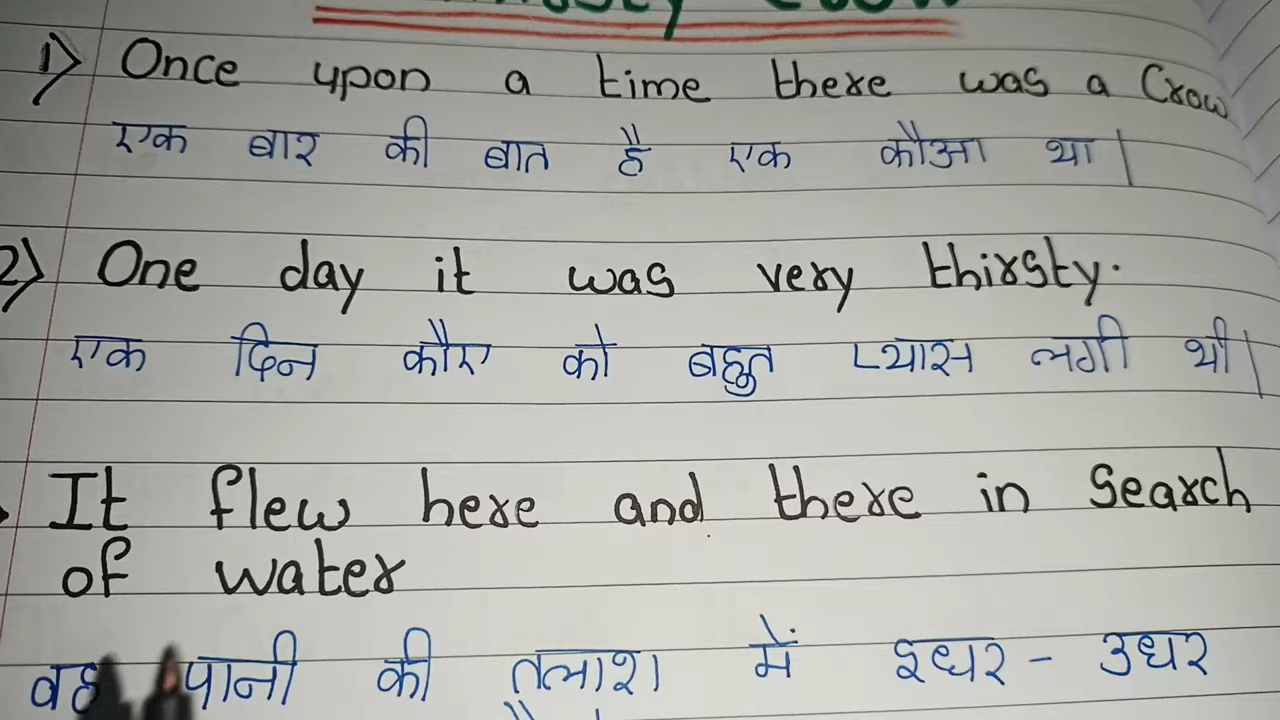 1) Once upon a time there was a Crow
एक बार की बात है एक कौआ था |
2) One day it was very thirsty.
एक दिन कौए को बहुत प्यास लगी थी |
It flew here and there in Search
of water
वह पानी की तलाश में इधर - उधर